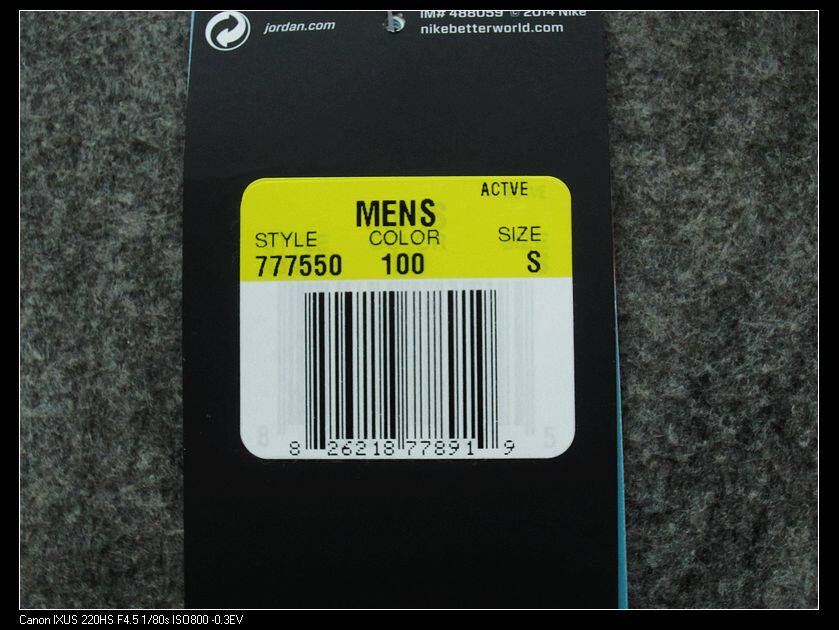 jordan.com
IM# 488059 © 2014 Nike
nikebetterworld.com
ACTVE
MENS
STYLE COLOR SIZE
777550 100 S
8 26218 77891 9
Canon IXUS 220HS F4.5 1/80s ISO800 -0.3EV